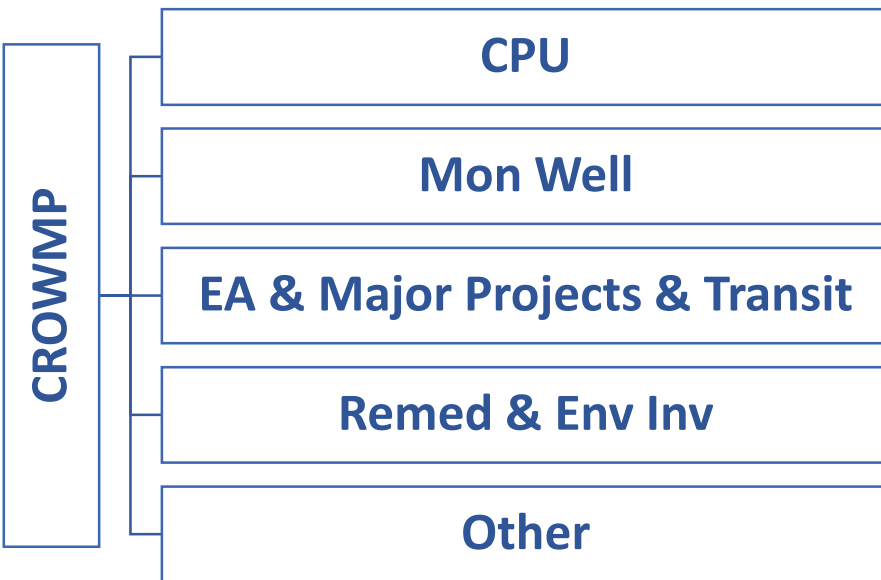 CROWMP
CPU
Mon Well
EA & Major Projects & Transit
Remed & Env Inv
Other